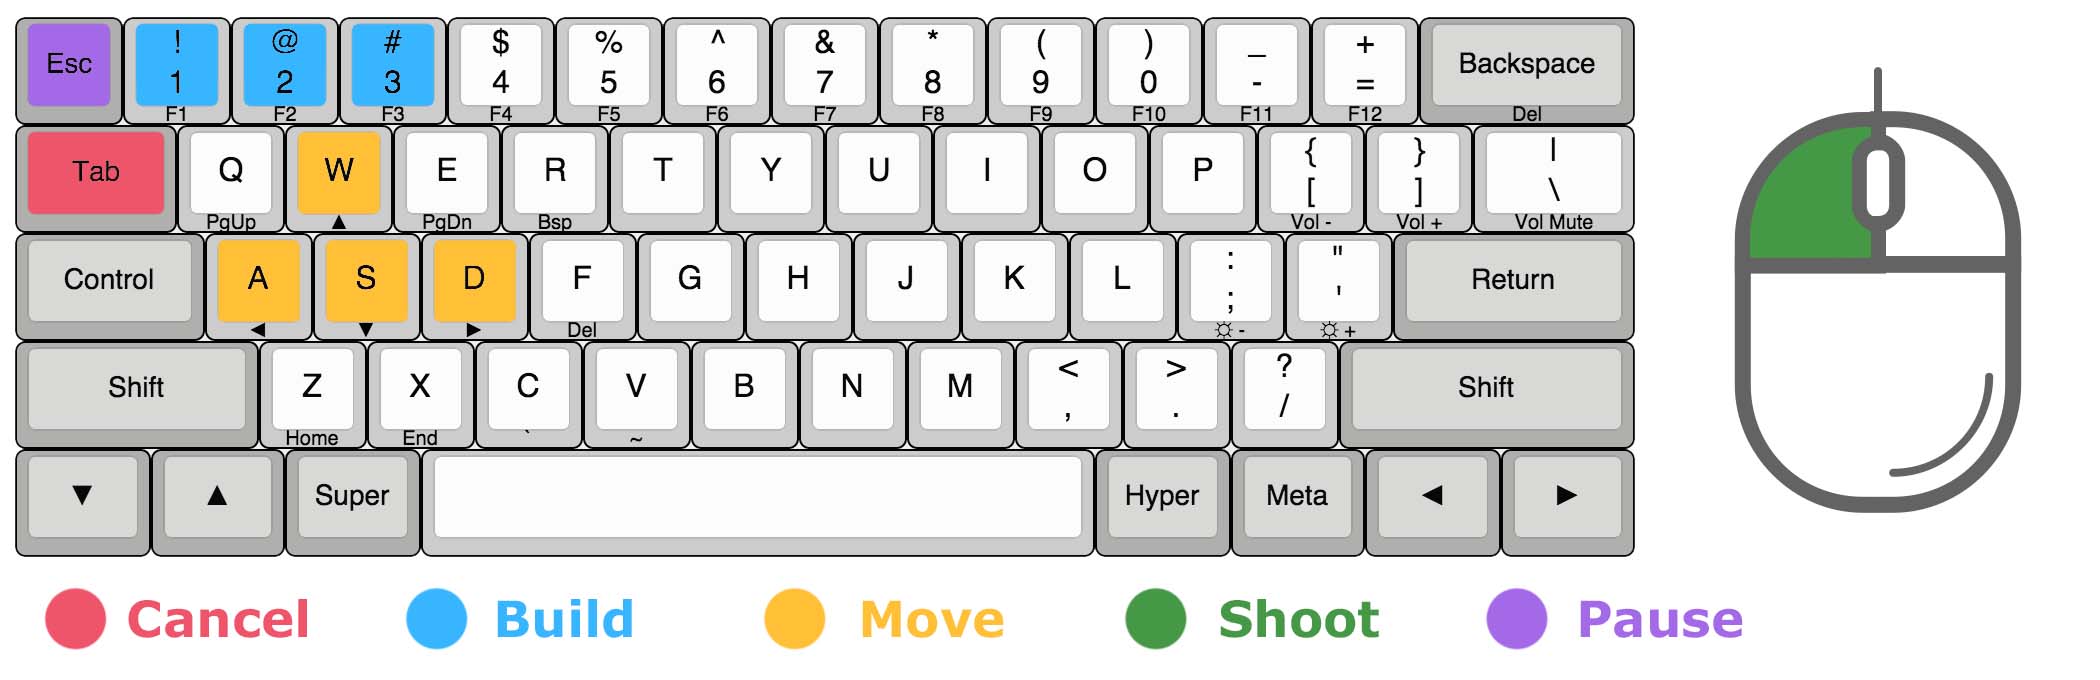 Esc ! @ # $ % ^ & * ( ) _ + Backspace
1 2 3 4 5 6 7 8 9 0 - =
F1 F2 F3 F4 F5 F6 F7 F8 F9 F10 F11 F12 Del
Tab Q W E R T Y U I O P { } |
[ ] \
PgUp ▲ PgDn Bsp Vol - Vol + Vol Mute
Control A S D F G H J K L : " Return
; '
◀ ▼ ▶ Del ☼ - ☼ +
Shift Z X C V B N M < > ? Shift
, . /
Home End ` ~
▼ ▲ Super Hyper Meta ◀ ▶
Cancel Build Move Shoot Pause